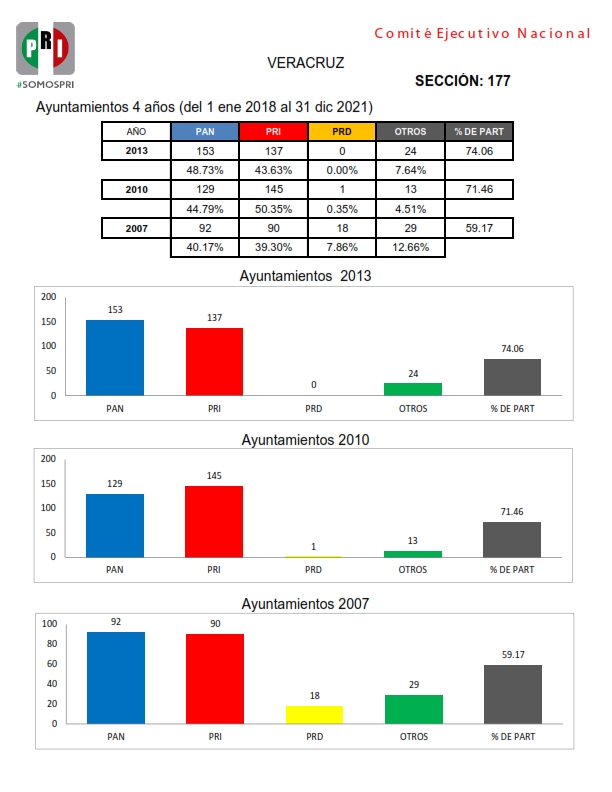 Comité Ejecutivo Nacional
PRI
#SOMOSPRI
VERACRUZ
SECCIÓN: 177
Ayuntamientos 4 años (del 1 ene 2018 al 31 dic 2021)
AÑO PAN PRI PRD OTROS % DE PART
2013 153 137 0 24 74.06
48.73% 43.63% 0.00% 7.64%
2010 129 145 1 13 71.46
44.79% 50.35% 0.35% 4.51%
2007 92 90 18 29 59.17
40.17% 39.30% 7.86% 12.66%
Ayuntamientos 2013
200
150
100
50
0
153 137 0 24 74.06
PAN PRI PRD OTROS % DE PART
Ayuntamientos 2010
200
150
100
50
0
129 145 1 13 71.46
PAN PRI PRD OTROS % DE PART
Ayuntamientos 2007
100
80
60
40
20
0
92 90 18 29 59.17
PAN PRI PRD OTROS % DE PART